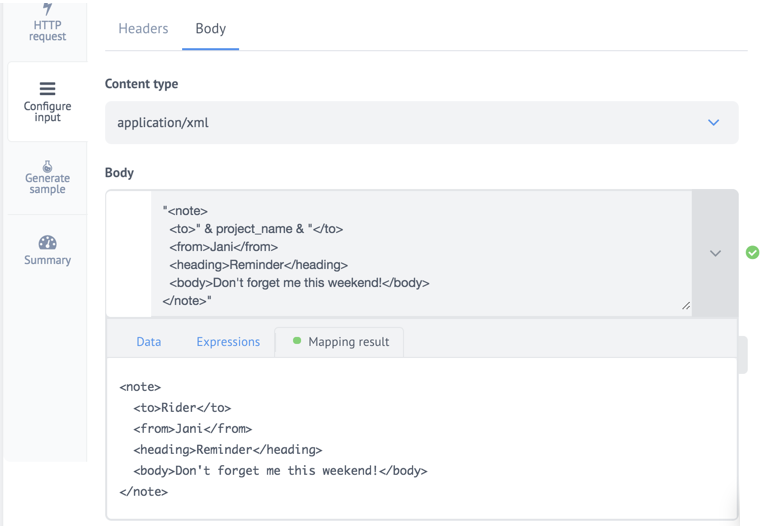 HTTP
request
Configure
input
Generate
sample
Summary
Headers Body
Content type
application/xml
Body
"<note>
<to>" & project_name & "</to>
<from>Jani</from>
<heading>Reminder</heading>
<body>Don't forget me this weekend!</body>
</note>"
Data Expressions Mapping result
<note>
<to>Rider</to>
<from>Jani</from>
<heading>Reminder</heading>
<body>Don't forget me this weekend!</body>
</note>